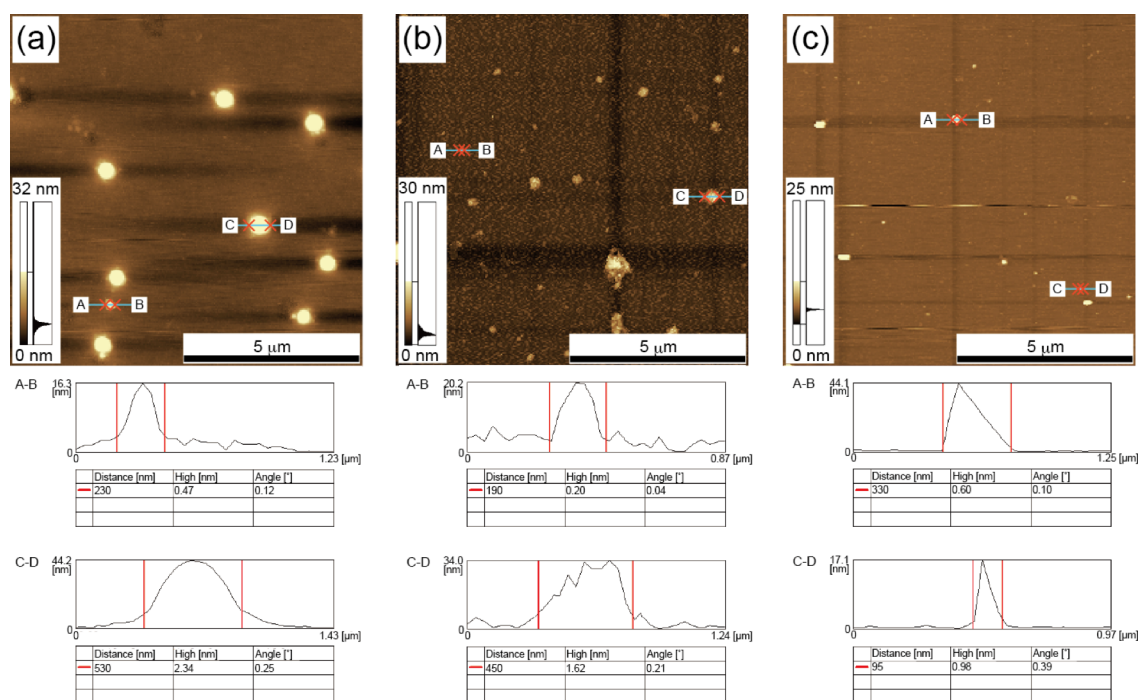 (a)
A B
C D
32 nm
0 nm
5 μm
A-B
16.3
[nm]
0
0 1.23 [μm]
Distance [nm] High [nm] Angle [°]
230 0.47 0.12
C-D
44.2
[nm]
0
0 1.43 [μm]
Distance [nm] High [nm] Angle [°]
530 2.34 0.25
(b)
A B
C D
30 nm
0 nm
5 μm
A-B
20.2
[nm]
0
0 0.87 [μm]
Distance [nm] High [nm] Angle [°]
190 0.20 0.04
C-D
34.0
[nm]
0
0 1.24 [μm]
Distance [nm] High [nm] Angle [°]
450 1.62 0.21
(c)
A B
C D
25 nm
0 nm
5 μm
A-B
44.1
[nm]
0
0 1.25 [μm]
Distance [nm] High [nm] Angle [°]
330 0.60 0.10
C-D
17.1
[nm]
0
0 0.97 [μm]
Distance [nm] High [nm] Angle [°]
95 0.98 0.39